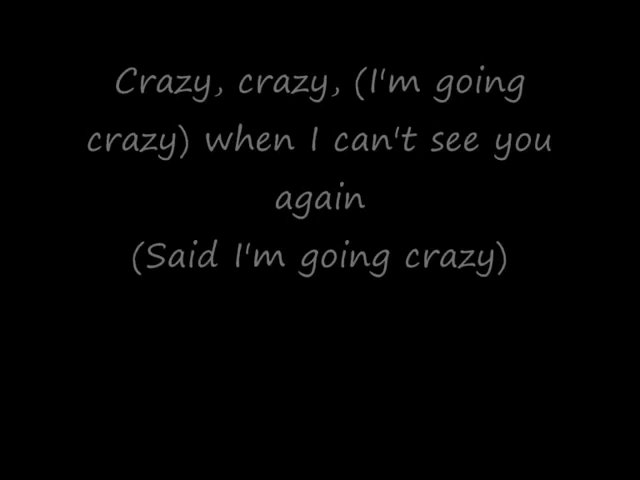 Crazy, crazy, (I'm going
crazy) when I can't see you
again
(Said I'm going crazy)